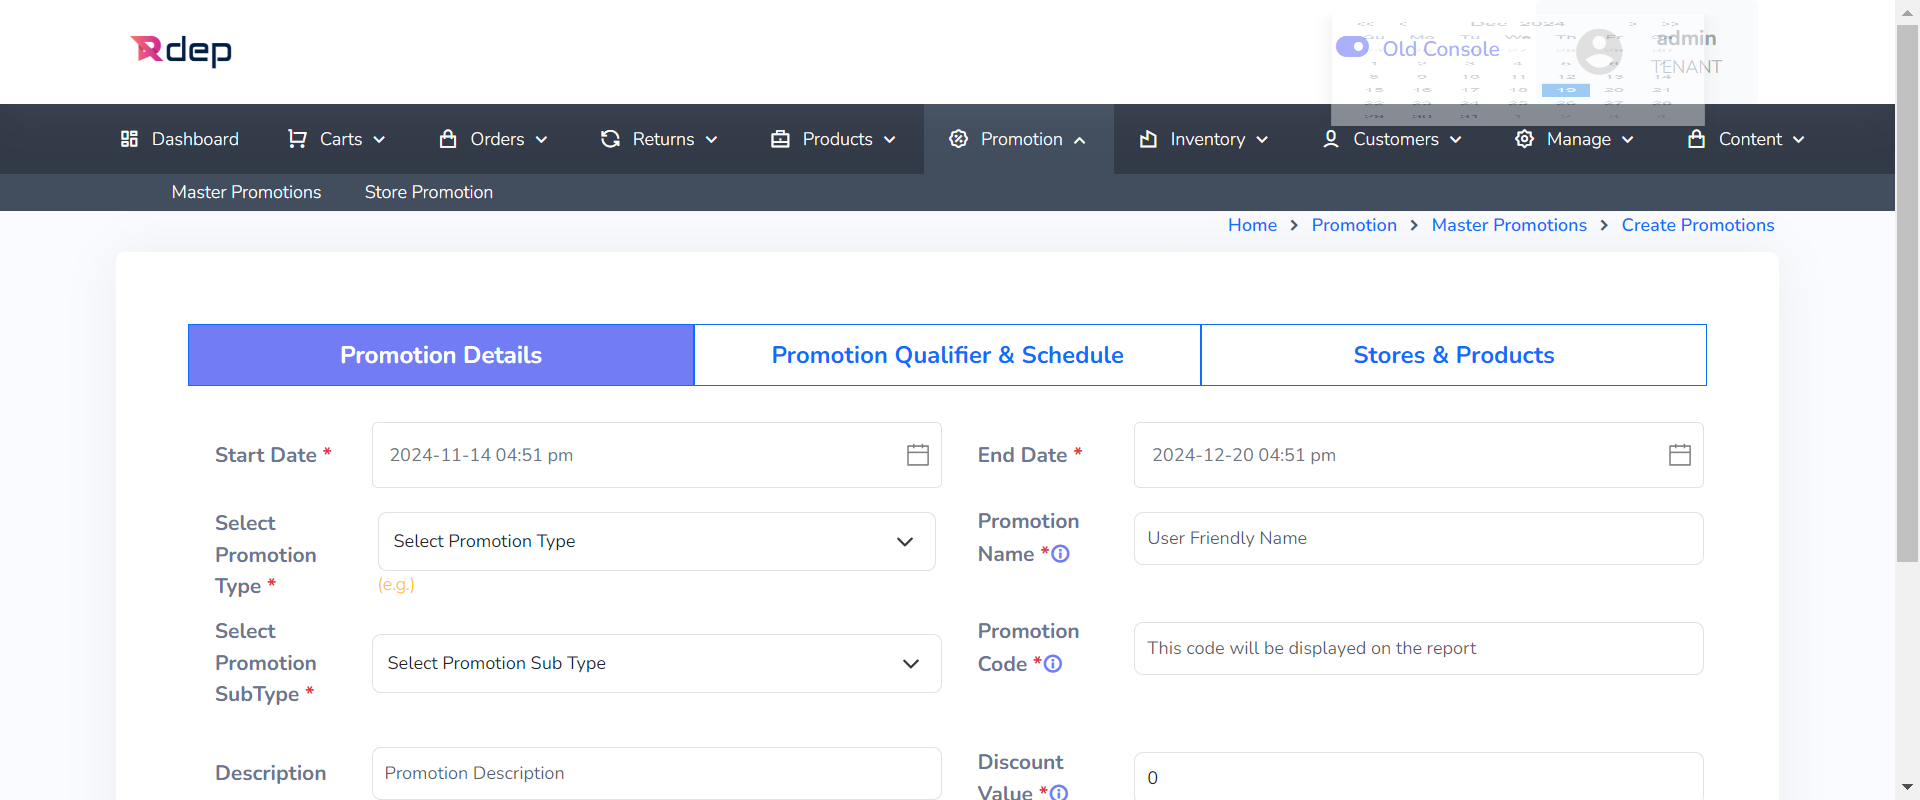 Rdep
<< < Dec 2024 > >>
Old Console
admin
TENANT
Dashboard Carts Orders Returns Products Promotion Inventory Customers Manage Content
Master Promotions Store Promotion
Home > Promotion > Master Promotions > Create Promotions
Promotion Details Promotion Qualifier & Schedule Stores & Products
Start Date * 2024-11-14 04:51 pm End Date * 2024-12-20 04:51 pm
Select Promotion Type * Select Promotion Type
(e.g.)
Promotion Name * User Friendly Name
Select Promotion SubType * Select Promotion Sub Type
Promotion Code * This code will be displayed on the report
Description Promotion Description
Discount Value * 0